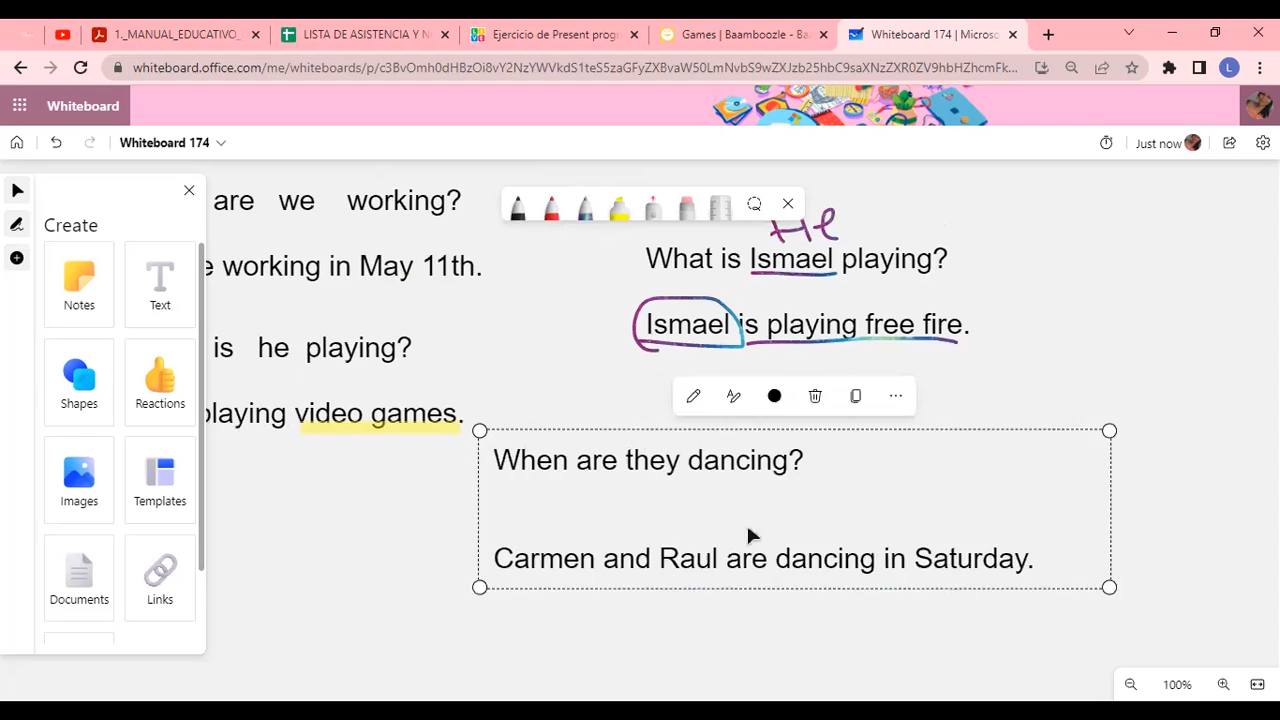 1._MANUAL_EDUCATIVO_
LISTA DE ASISTENCIA Y N
Ejercicio de Present prog
Games | Baamboozle - Ba
Whiteboard 174 | Micros
whiteboard.office.com/me/whiteboards/p/c3BvOmh0dHBzOi8vY2NzYWVkdS1teS5zaGFyZXBvaW50LmNvbS9wZXJzb25hbC9saXNzZXR0ZV9hbHZhcmFk...
L
Whiteboard
Whiteboard 174
Just now
Create
Notes
Text
Shapes
Reactions
Images
Templates
Documents
Links
are we working?
e working in May 11th.
is he playing?
playing video games.
He
What is Ismael playing?
Ismael is playing free fire.
When are they dancing?
Carmen and Raul are dancing in Saturday.
100%